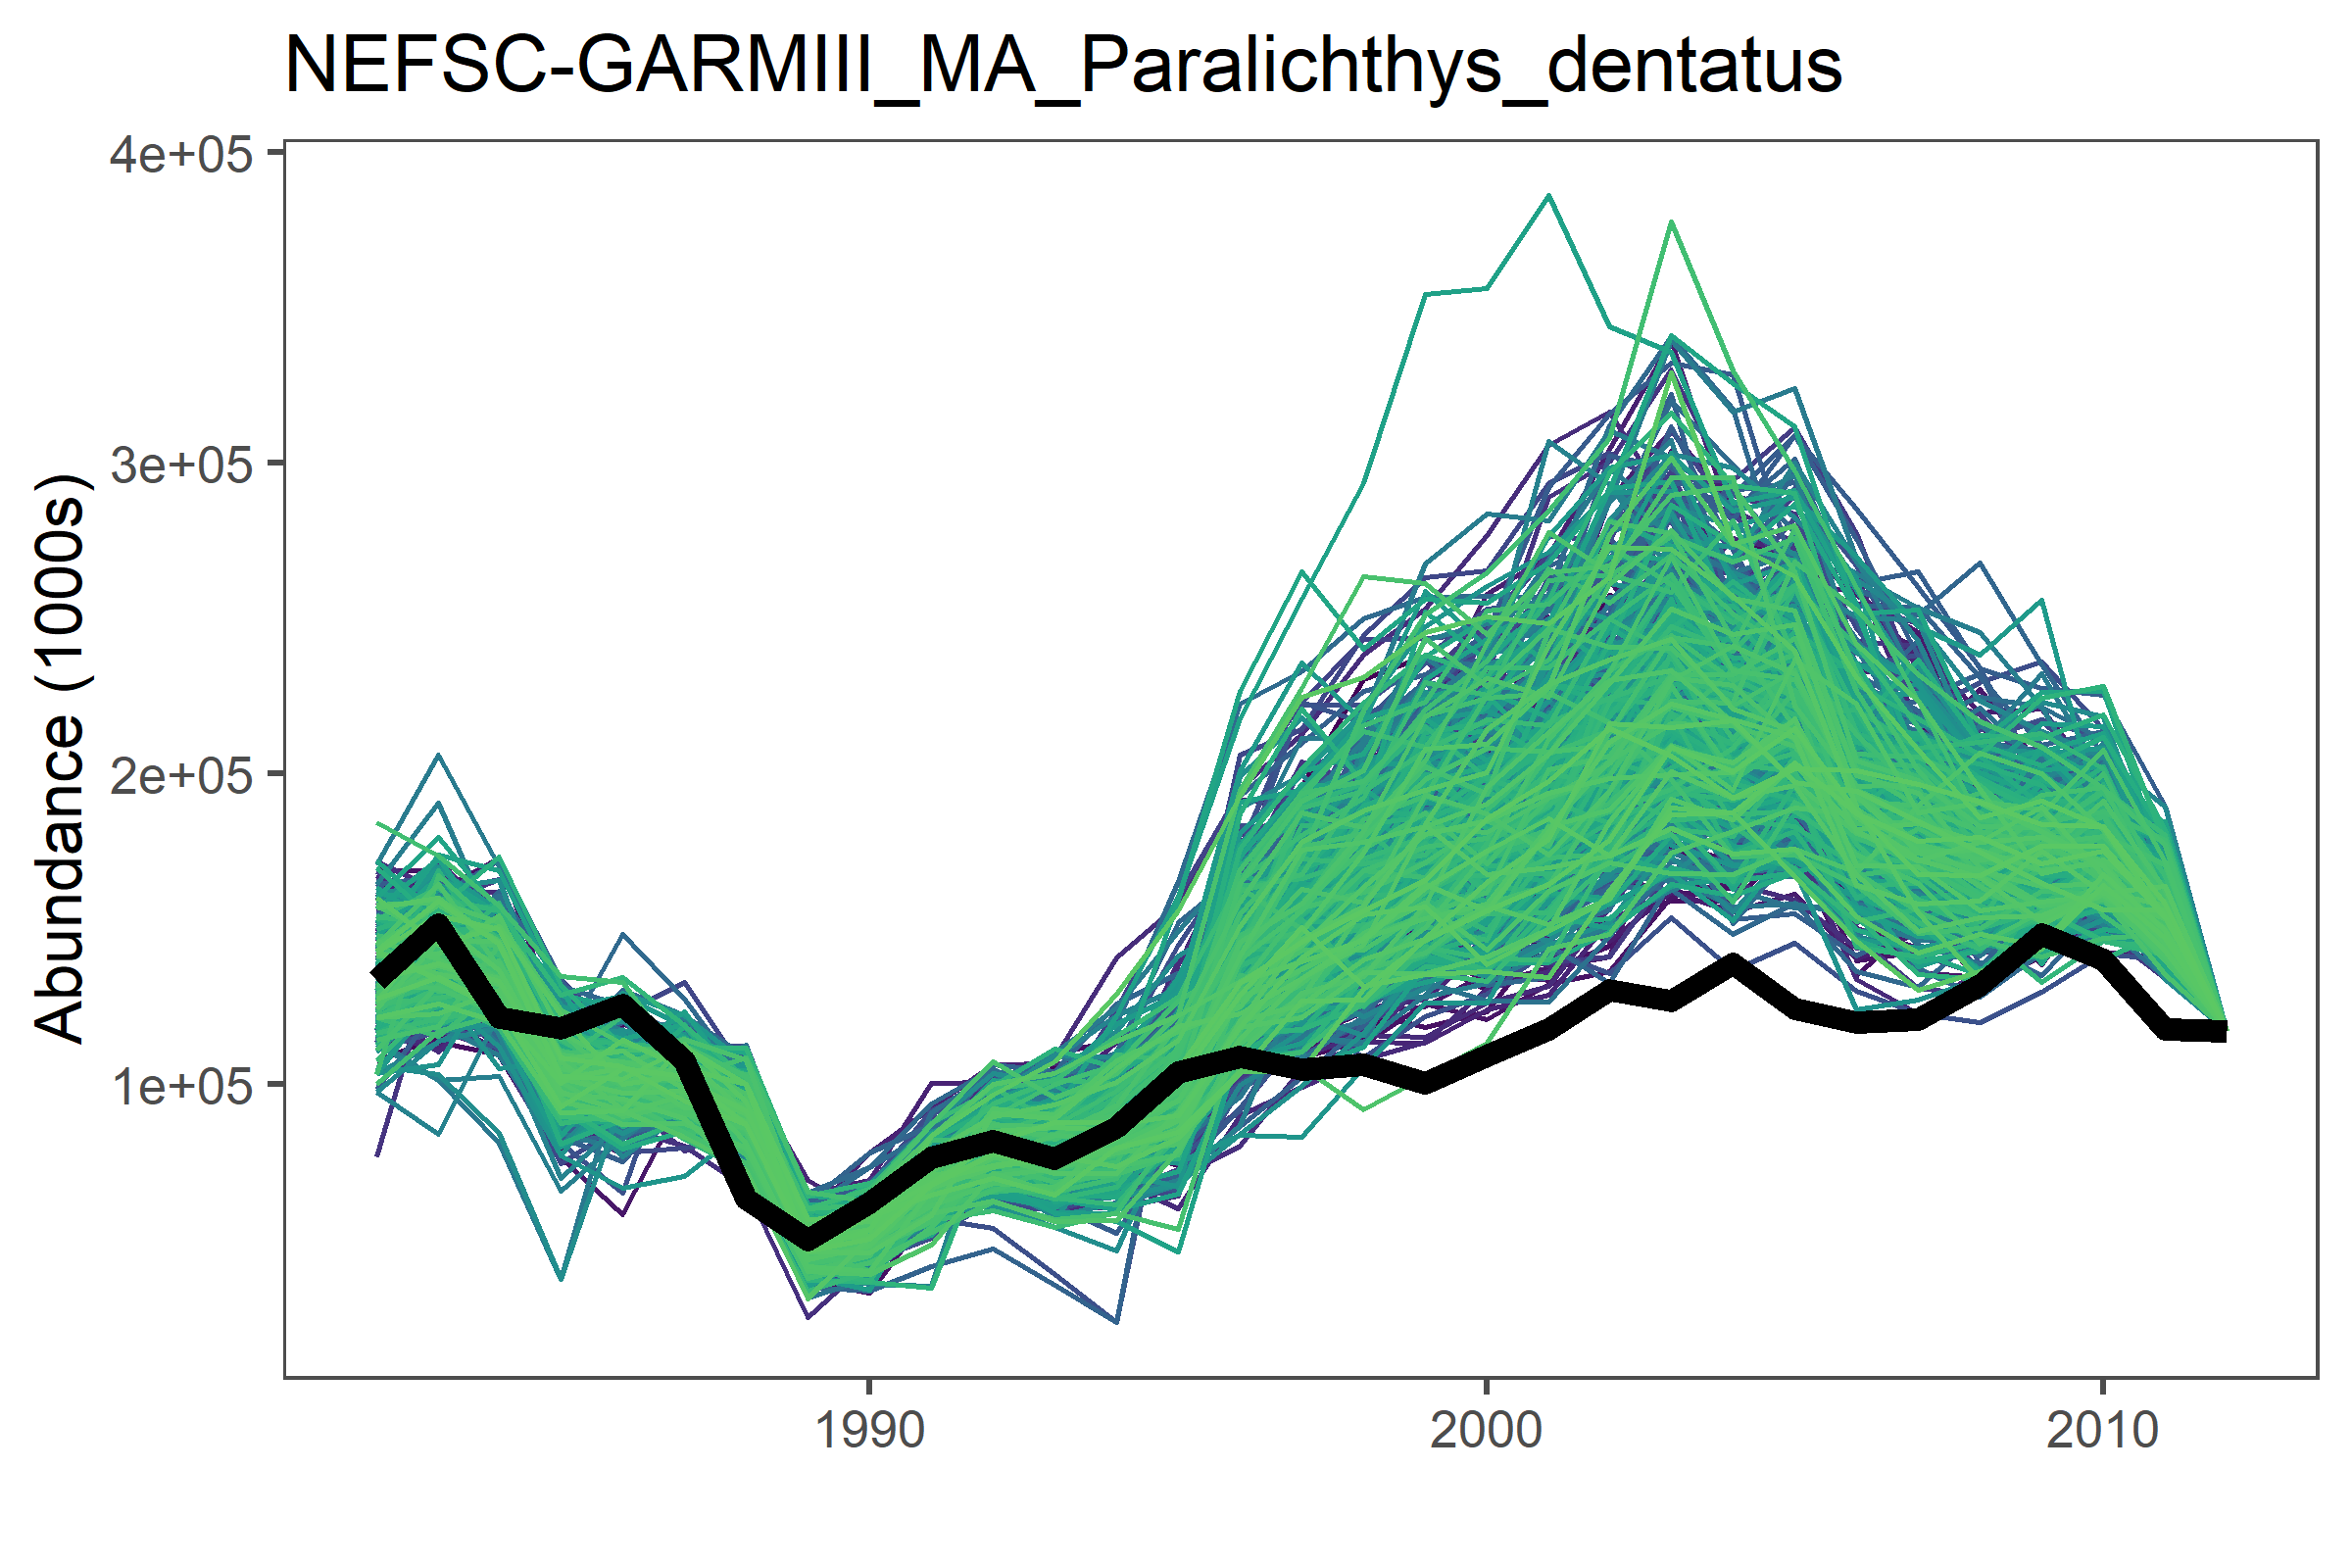 NEFSC-GARMIII_MA_Paralichthys_dentatus
Abundance (1000s)
4e+05
3e+05
2e+05
1e+05
1990 2000 2010